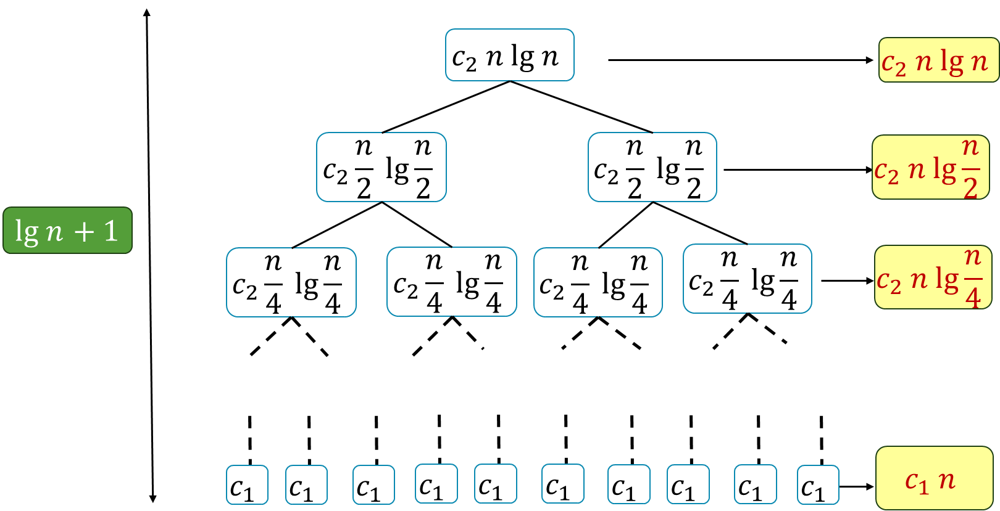 c₂ n lg n
c₂ n lg n
c₂ n/2 lg n/2
c₂ n/2 lg n/2
c₂ n lg n/2
lg n + 1
c₂ n/4 lg n/4
c₂ n/4 lg n/4
c₂ n/4 lg n/4
c₂ n/4 lg n/4
c₂ n lg n/4
c₁
c₁
c₁
c₁
c₁
c₁
c₁
c₁
c₁
c₁
c₁ n